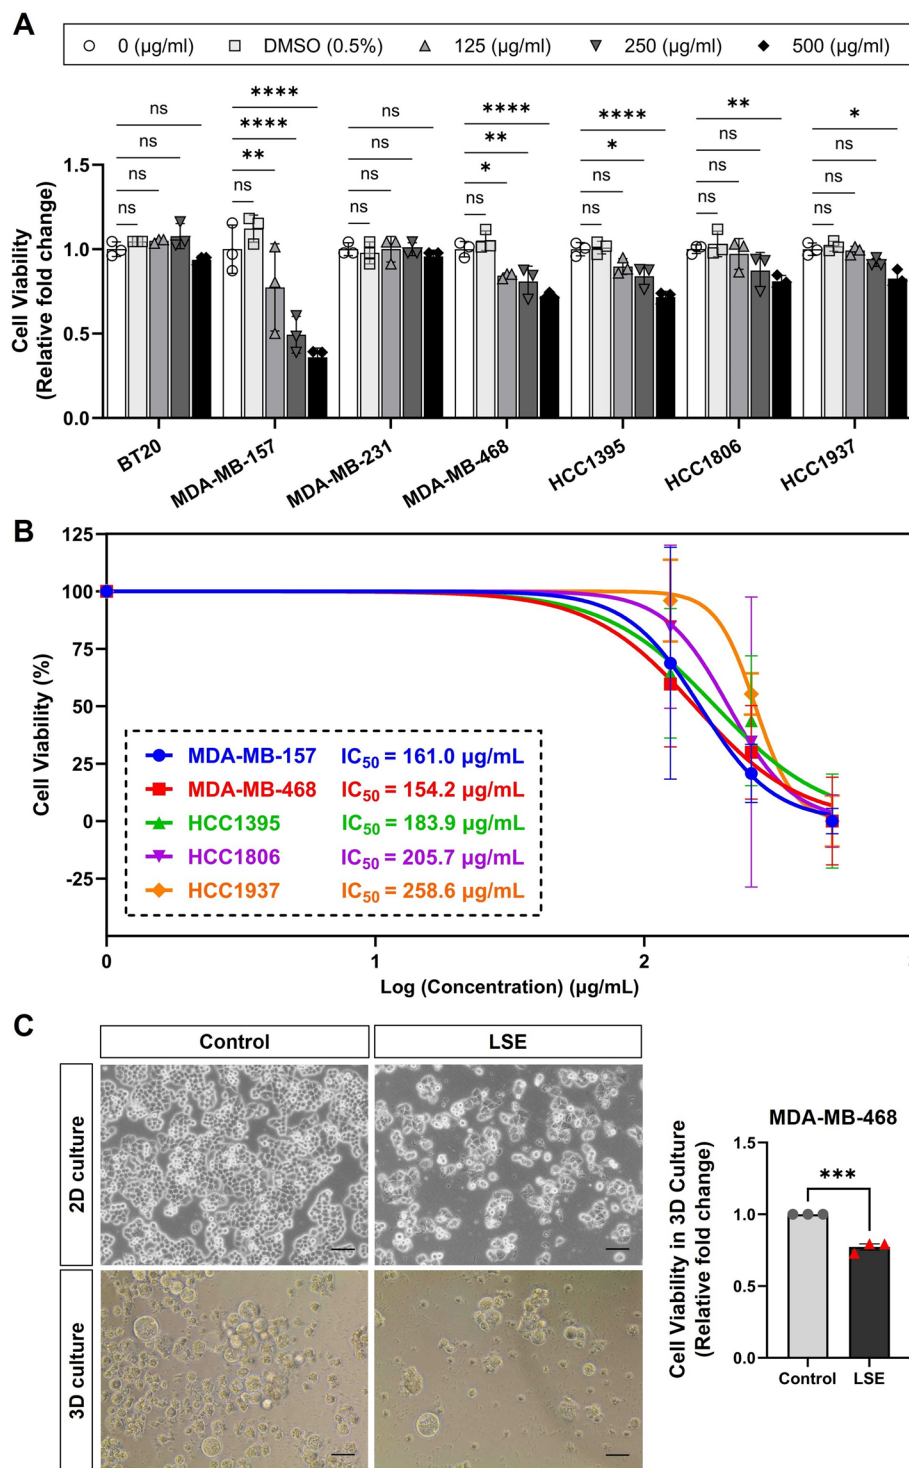 A
0 (µg/ml) DMSO (0.5%) 125 (µg/ml) 250 (µg/ml) 500 (µg/ml)
ns **** ns **** **** ** *
ns **** ns ** * ns ns
ns ** ns * ns ns ns
ns ns ns ns ns ns ns
Cell Viability
(Relative fold change)
1.5
1.0
0.5
0.0
BT20 MDA-MB-157 MDA-MB-231 MDA-MB-468 HCC1395 HCC1806 HCC1937
B
Cell Viability (%)
125
100
75
50
25
0
-25
MDA-MB-157 IC50 = 161.0 µg/mL
MDA-MB-468 IC50 = 154.2 µg/mL
HCC1395 IC50 = 183.9 µg/mL
HCC1806 IC50 = 205.7 µg/mL
HCC1937 IC50 = 258.6 µg/mL
0 1 2
Log (Concentration) (µg/mL)
C
Control LSE
2D culture
3D culture
MDA-MB-468
Cell Viability in 3D Culture
(Relative fold change)
1.5
***
1.0
0.5
0.0
Control LSE